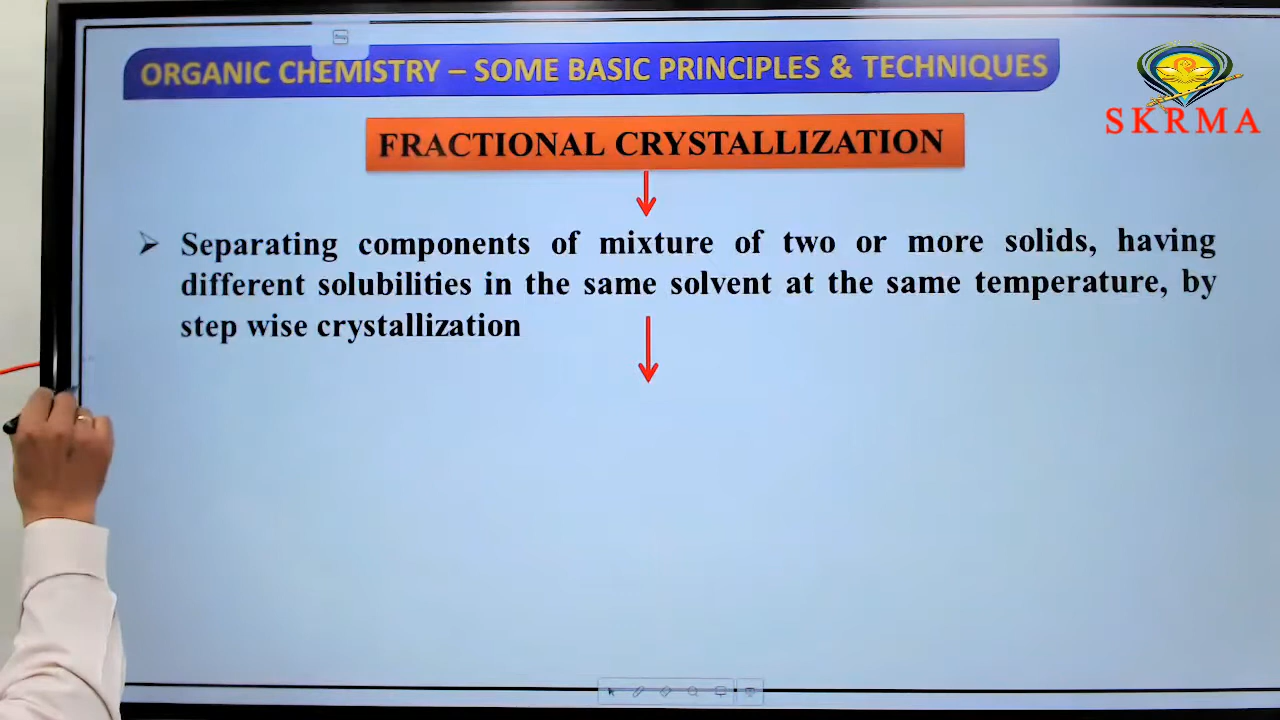 ORGANIC CHEMISTRY – SOME BASIC PRINCIPLES & TECHNIQUES
SKRMA
FRACTIONAL CRYSTALLIZATION
➢ Separating components of mixture of two or more solids, having
different solubilities in the same solvent at the same temperature, by
step wise crystallization